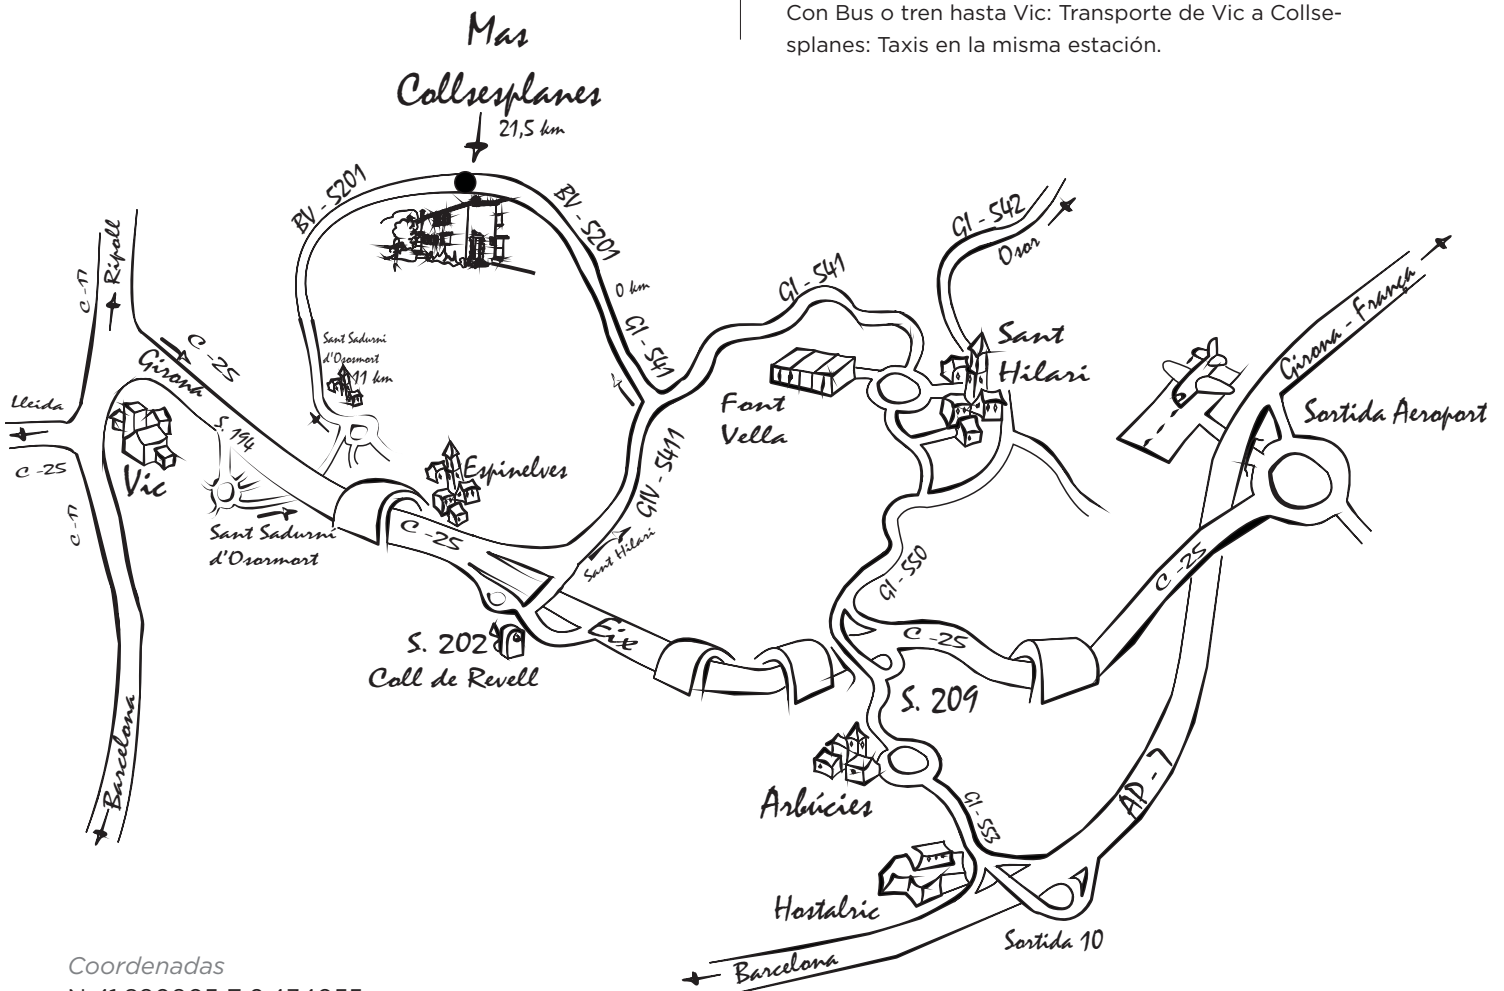 Con Bus o tren hasta Vic: Transporte de Vic a Collse-
splanes: Taxis en la misma estación.
Mas
Collsesplanes
21,5 km
BV - 5201
BV - 5201
0 km
GI - 541
GI - 541
GI - 542
Osor
Girona - França
C - 17
Ripoll
C - 25
Girona
Sant Sadurní
d'Ososmort
11 km
Lleida
C - 25
Vic
S. 194
C - 17
Sant Sadurní
d'Osormort
Espinelves
C - 25
GIV - 5411
Sant Hilari
Font
Vella
Sant
Hilari
Sortida Aeroport
GI - 550
C - 25
C - 25
Eix
S. 202
Coll de Revell
S. 209
Barcelona
Arbúcies
GI - 553
AP - 7
Hostalric
Sortida 10
Barcelona
Coordenadas